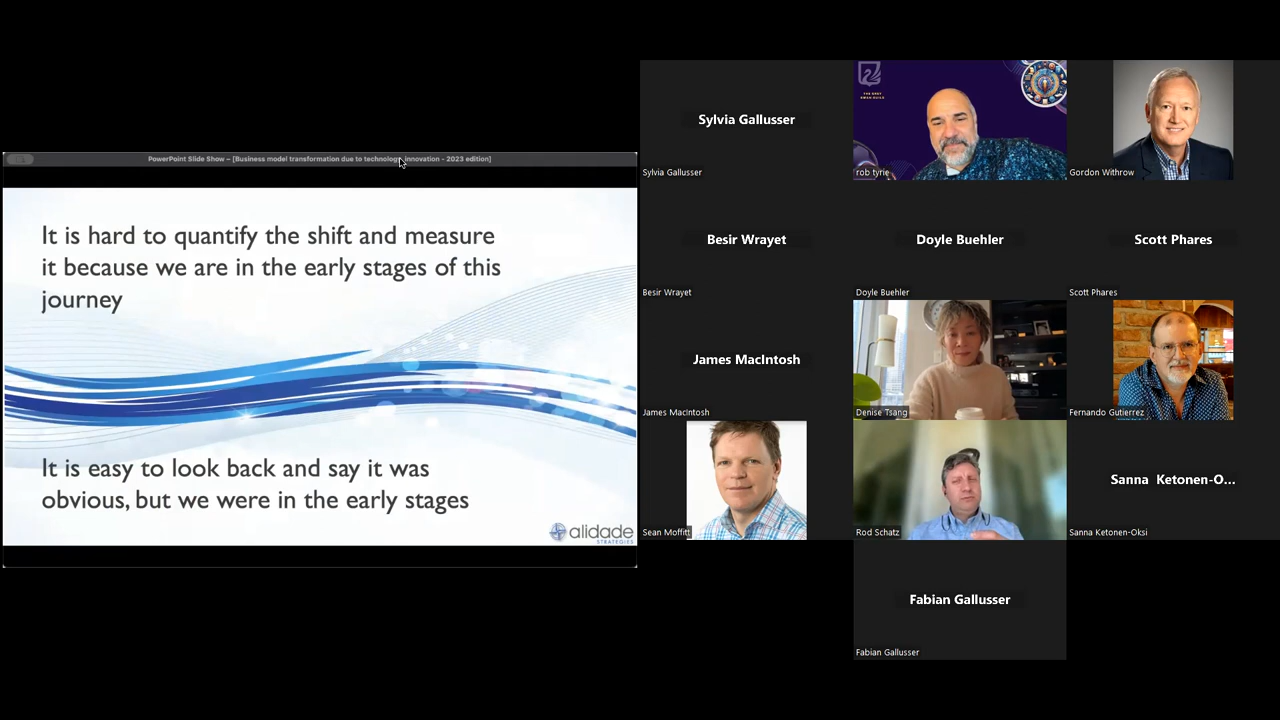 PowerPoint Slide Show – [Business model transformation due to technology innovation - 2023 edition]
It is hard to quantify the shift and measure
it because we are in the early stages of this
journey
It is easy to look back and say it was
obvious, but we were in the early stages
alidade
STRATEGIES
Sylvia Gallusser
Sylvia Gallusser
rob tyrie
Gordon Withrow
Besir Wrayet
Besir Wrayet
Doyle Buehler
Doyle Buehler
Scott Phares
Scott Phares
James MacIntosh
James MacIntosh
Denise Tsang
Fernando Gutierrez
Sean Moffitt
Rod Schatz
Sanna Ketonen-O...
Sanna Ketonen-Oksi
Fabian Gallusser
Fabian Gallusser